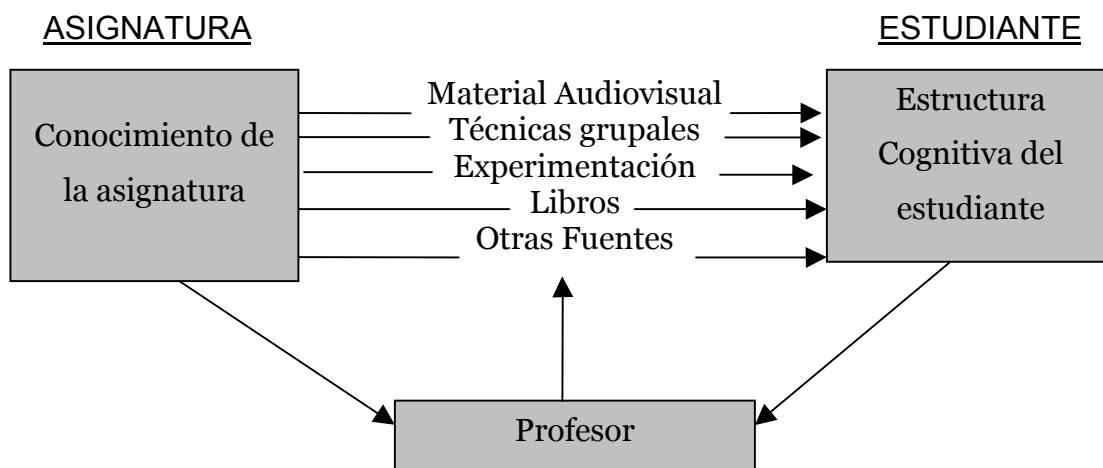 ASIGNATURA
ESTUDIANTE
Conocimiento de
la asignatura
Material Audiovisual
Técnicas grupales
Experimentación
Libros
Otras Fuentes
Estructura
Cognitiva del
estudiante
Profesor